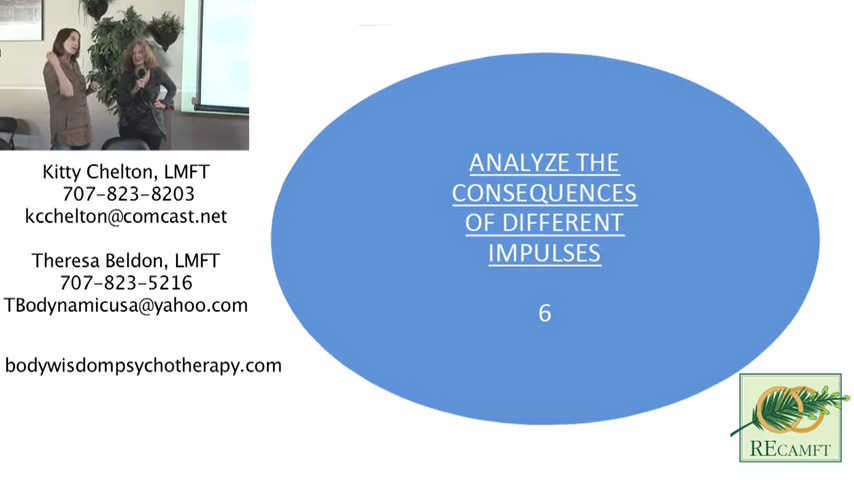 Kitty Chelton, LMFT
707-823-8203
kcchelton@comcast.net
Theresa Beldon, LMFT
707-823-5216
TBodynamicusa@yahoo.com
bodywisdompsychotherapy.com
ANALYZE THE
CONSEQUENCES
OF DIFFERENT
IMPULSES
6
RECAMFT